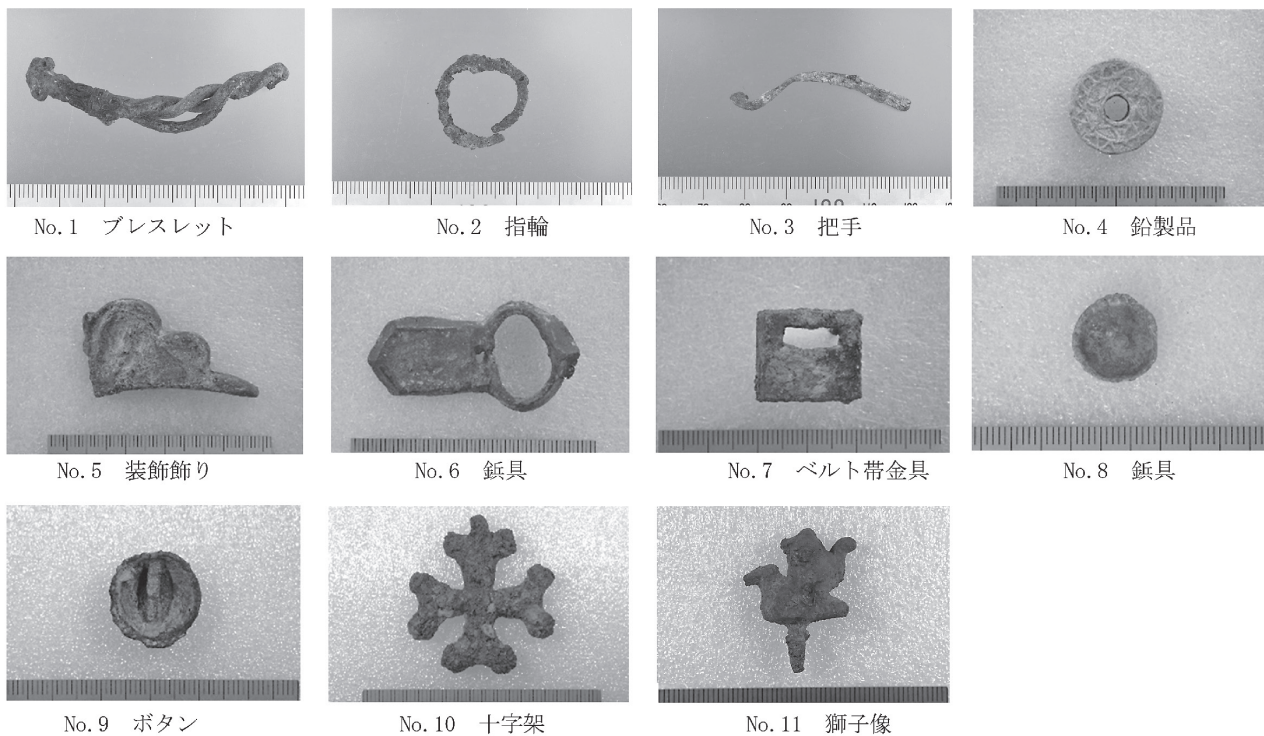 No.1 ブレスレット
No.2 指輪
No.3 把手
No.4 鉛製品
No.5 装飾飾り
No.6 鋲具
No.7 ベルト帯金具
No.8 鋲具
No.9 ボタン
No.10 十字架
No.11 獅子像